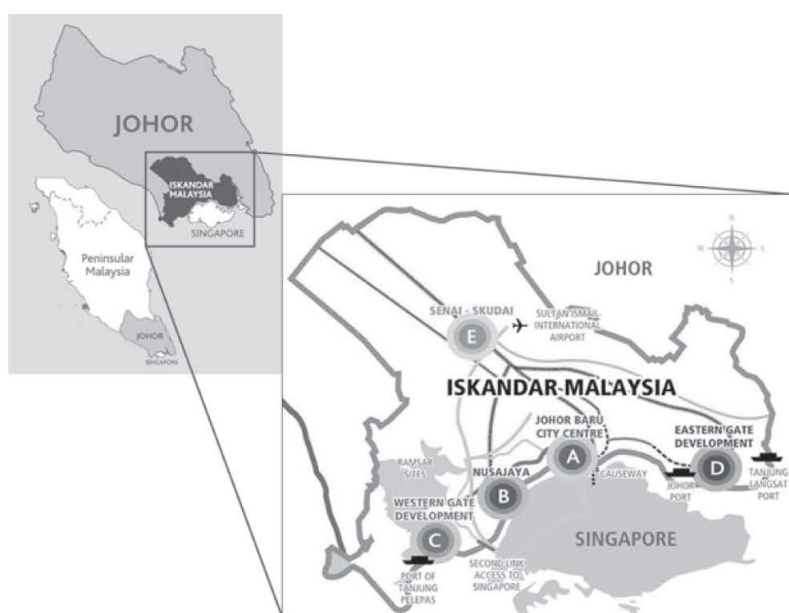 JOHOR
ISKANDAR
MALAYSIA
SINGAPORE
Peninsular
Malaysia
JOHOR
SINGAPORE
N
JOHOR
W
S
SENAI - SKUDAI
E
SULTAN ISMAIL
INTERNATIONAL
AIRPORT
ISKANDAR MALAYSIA
JOHOR BARU
CITY CENTRE
A
EASTERN GATE
DEVELOPMENT
D
RAMSAR
SITES
NUSAJAYA
B
CAUSEWAY
JOHOR
PORT
TANJUNG
LANGSAT
PORT
WESTERN GATE
DEVELOPMENT
C
SINGAPORE
PORT OF
TANJUNG
PELEPAS
SECOND LINK
ACCESS TO
SINGAPORE